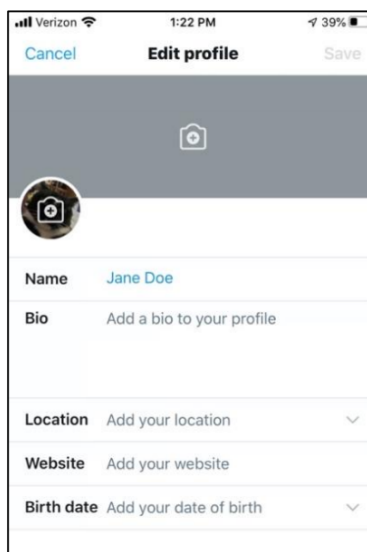 Verizon 1:22 PM 39%
Cancel Edit profile Save
Name Jane Doe
Bio Add a bio to your profile
Location Add your location
Website Add your website
Birth date Add your date of birth